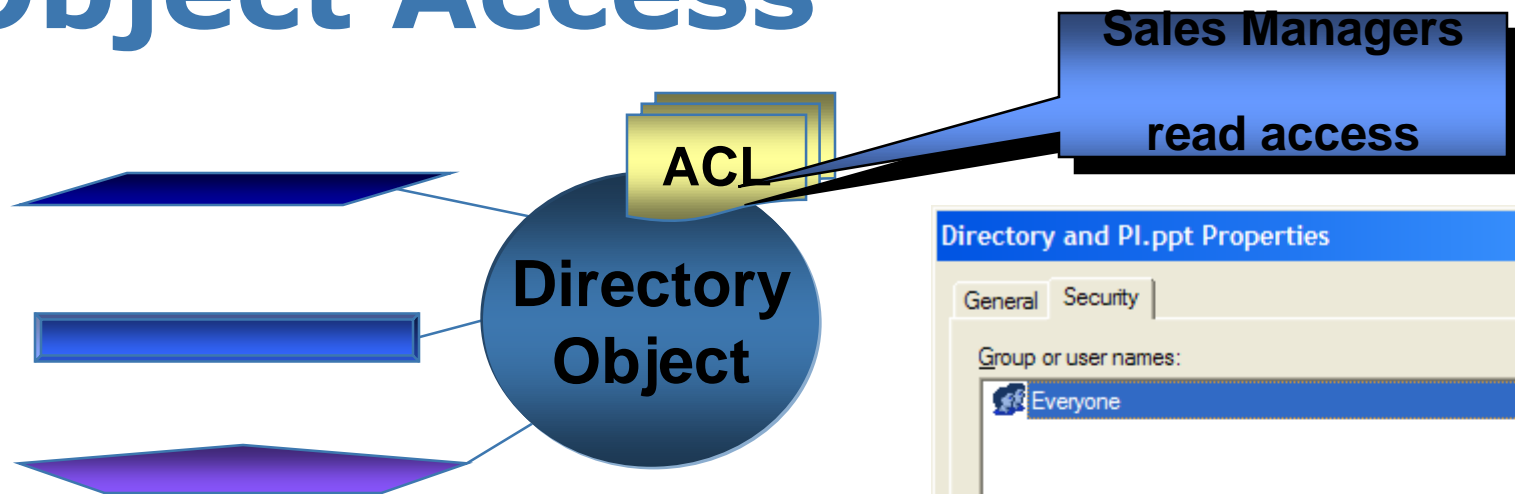 Object Access
Sales Managers
read access
ACL
Directory
Object
Directory and PI.ppt Properties
General
Security
Group or user names:
Everyone